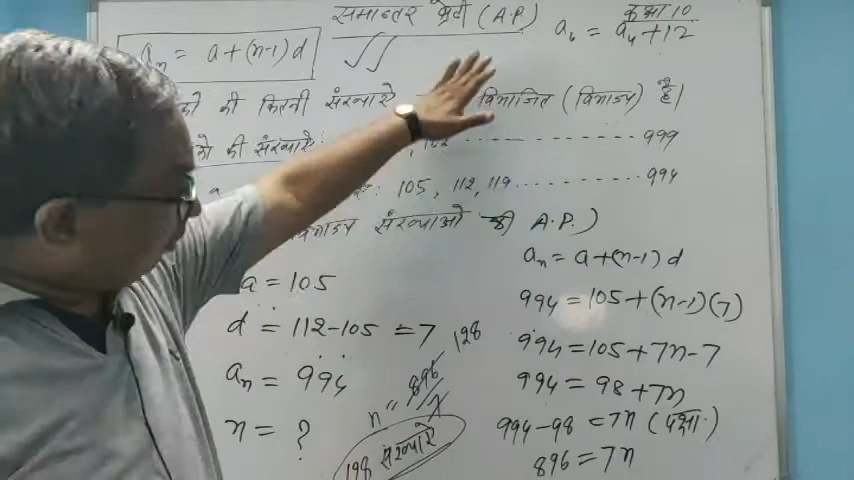 समान्तर श्रेढी (A.P.)
कक्षा 10
an = a+(n-1)d
a6 = a4+12
को की कितनी संख्याऐ विभाजित (विभाज्य) है।
को की संख्याऐ: 999
105, 112, 119.......... 994
विभाज्य संख्याओ की A.P.)
a = 105
d = 112-105 = 7
an = 994
n = ?
n = 896/7 128
198 संख्याऐ
an = a+(n-1)d
994 = 105+(n-1)(7)
994 = 105+7n-7
994 = 98+7n
994-98 = 7n (पक्षा.)
896 = 7n